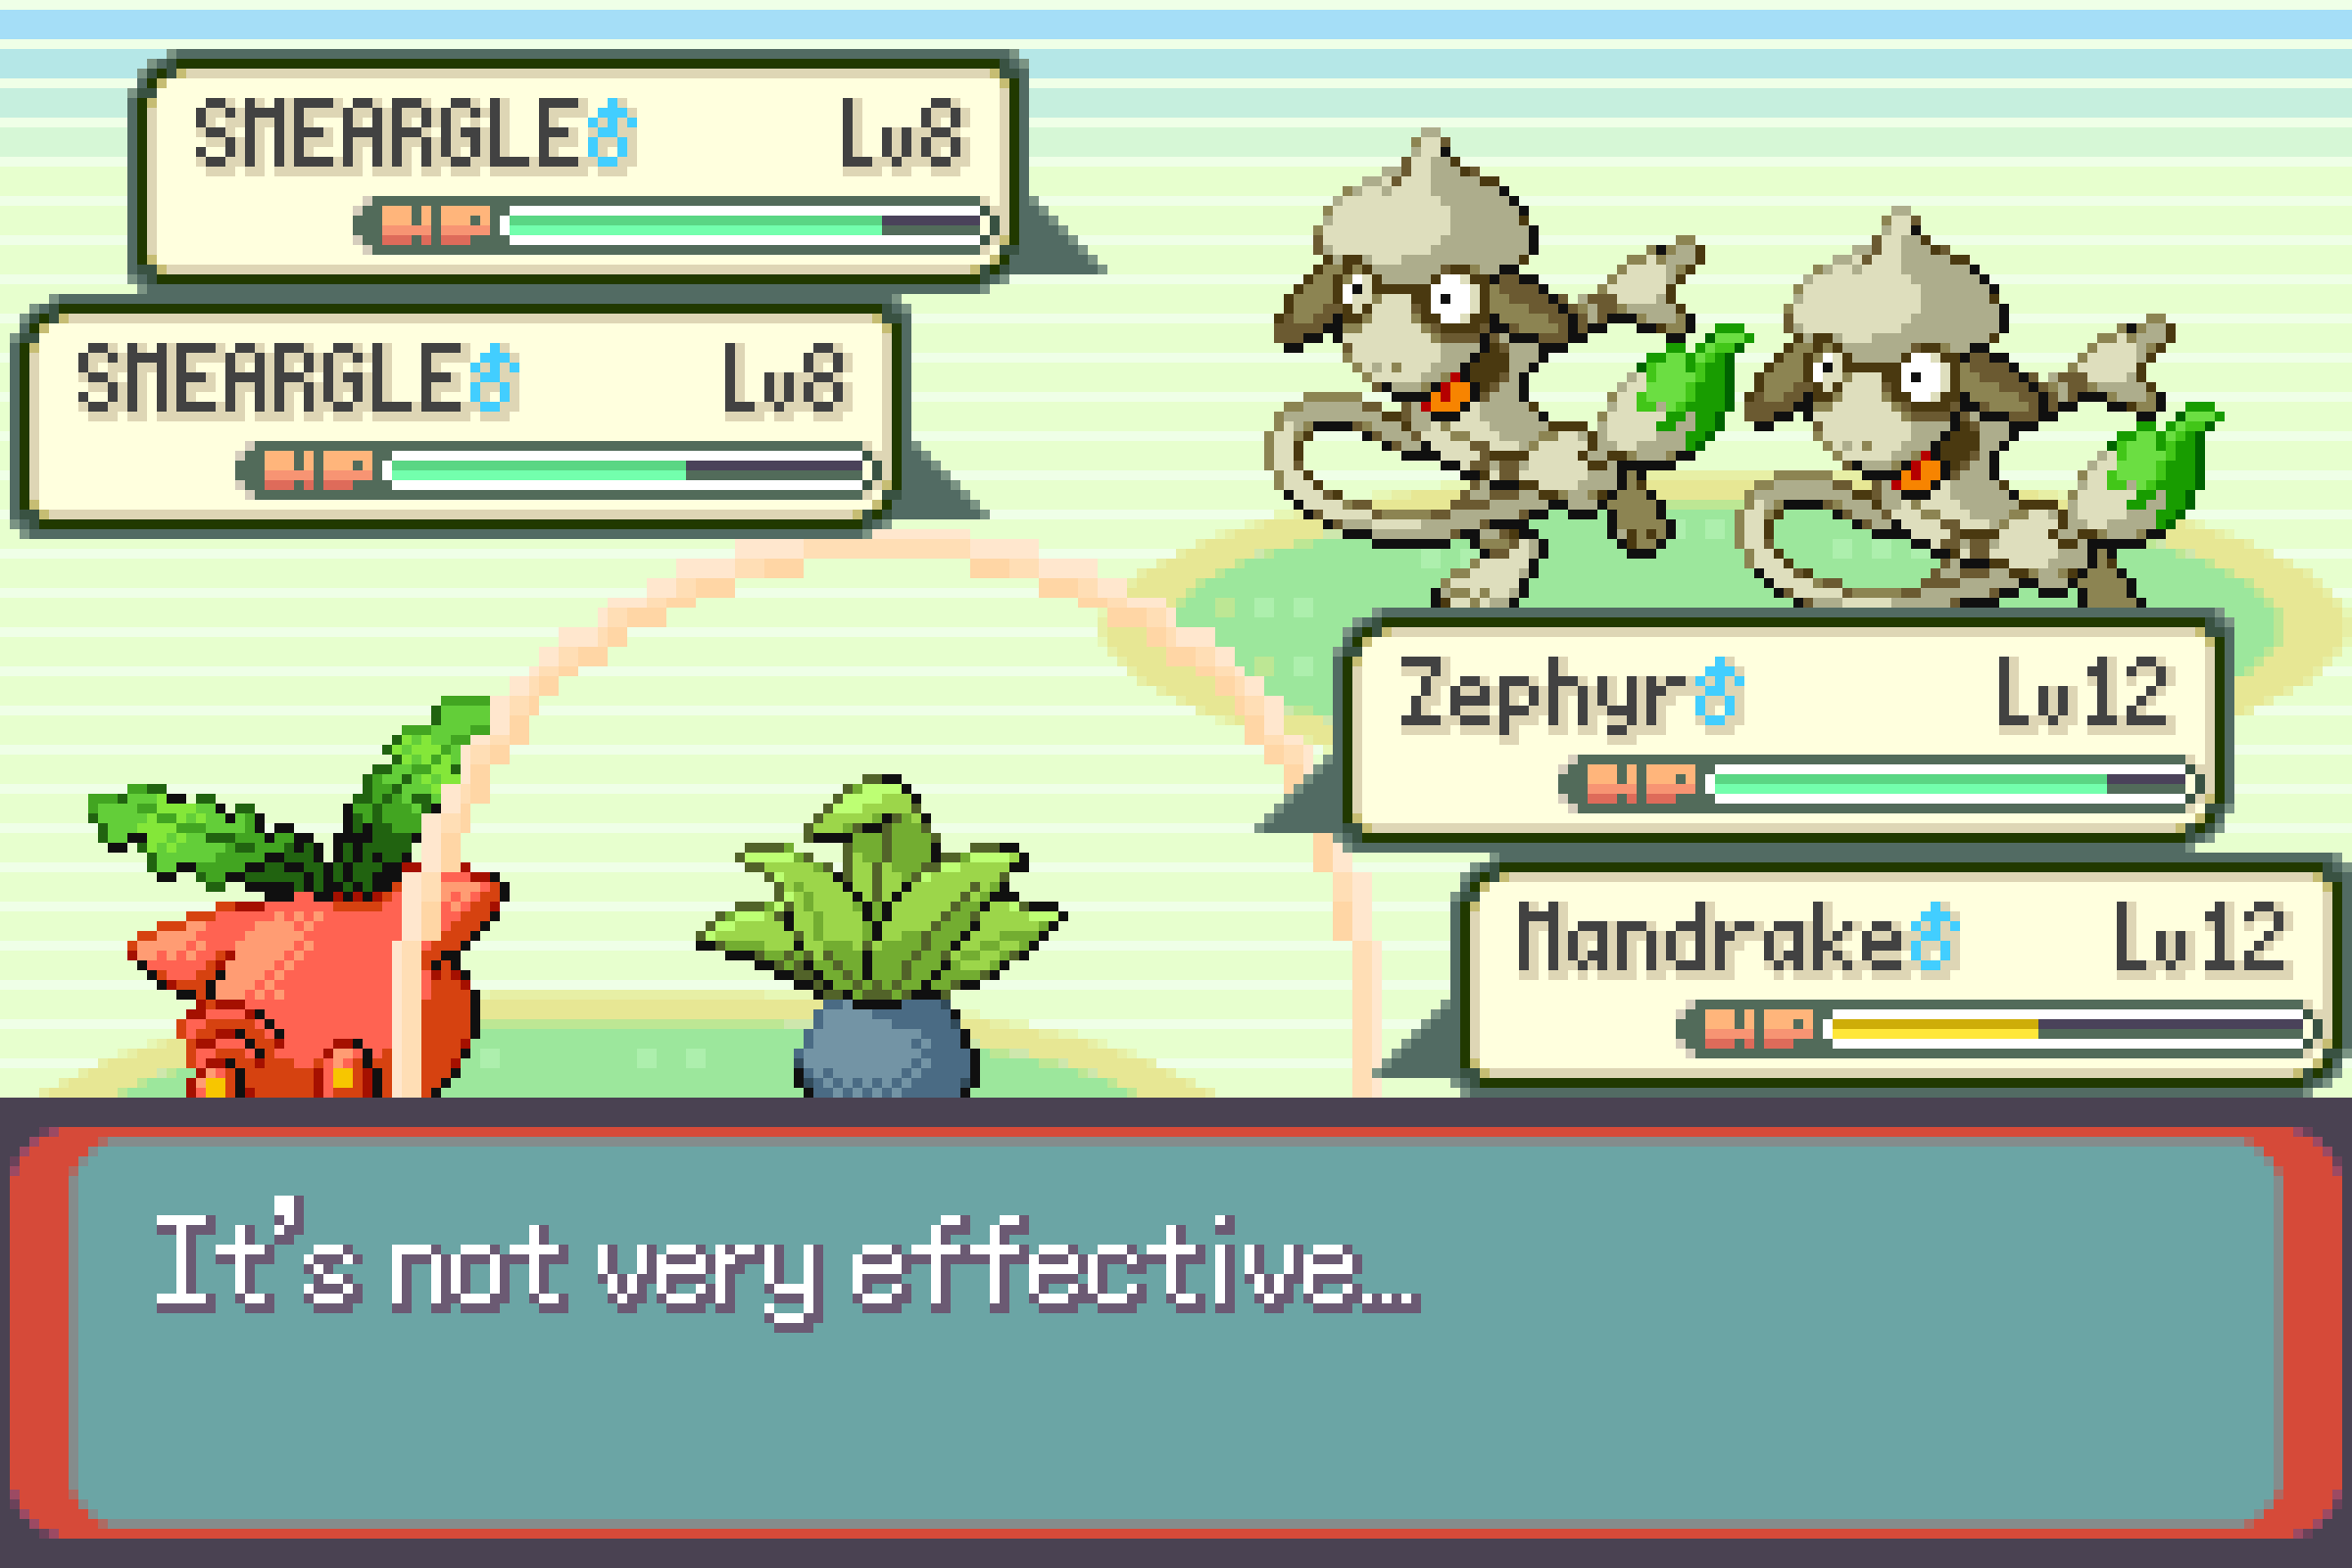 SMEARGLE♂ Lv8
HP
SMEARGLE♂ Lv8
HP
Zephyr♂ Lv12
HP
Mandrake♂ Lv12
HP
It's not very effective…